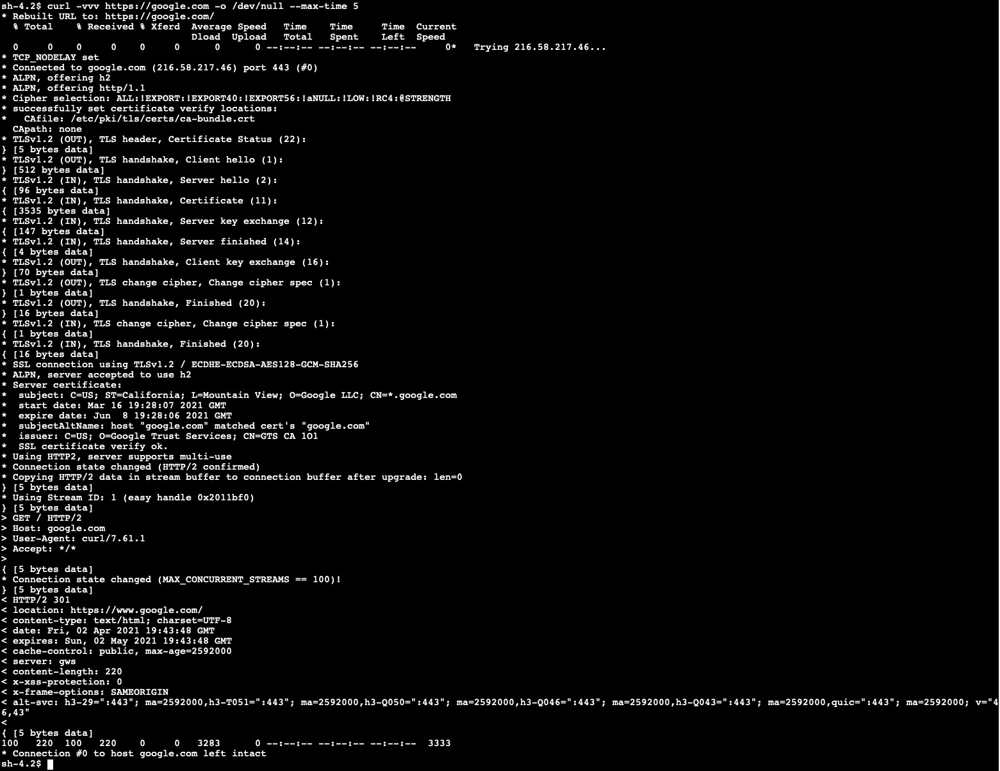 sh-4.2$ curl -vvv https://google.com -o /dev/null --max-time 5
* Rebuilt URL to: https://google.com/
  % Total    % Received % Xferd  Average Speed   Time    Time     Time  Current
                                 Dload  Upload   Total   Spent    Left  Speed
  0     0    0     0    0     0      0      0 --:--:-- --:--:-- --:--:--     0*   Trying 216.58.217.46...
* TCP_NODELAY set
* Connected to google.com (216.58.217.46) port 443 (#0)
* ALPN, offering h2
* ALPN, offering http/1.1
* Cipher selection: ALL:!EXPORT:!EXPORT40:!EXPORT56:!aNULL:!LOW:!RC4:@STRENGTH
* successfully set certificate verify locations:
*   CAfile: /etc/pki/tls/certs/ca-bundle.crt
  CApath: none
* TLSv1.2 (OUT), TLS header, Certificate Status (22):
} [5 bytes data]
* TLSv1.2 (OUT), TLS handshake, Client hello (1):
} [512 bytes data]
* TLSv1.2 (IN), TLS handshake, Server hello (2):
{ [96 bytes data]
* TLSv1.2 (IN), TLS handshake, Certificate (11):
{ [3535 bytes data]
* TLSv1.2 (IN), TLS handshake, Server key exchange (12):
{ [147 bytes data]
* TLSv1.2 (IN), TLS handshake, Server finished (14):
{ [4 bytes data]
* TLSv1.2 (OUT), TLS handshake, Client key exchange (16):
} [70 bytes data]
* TLSv1.2 (OUT), TLS change cipher, Change cipher spec (1):
} [1 bytes data]
* TLSv1.2 (OUT), TLS handshake, Finished (20):
} [16 bytes data]
* TLSv1.2 (IN), TLS change cipher, Change cipher spec (1):
{ [1 bytes data]
* TLSv1.2 (IN), TLS handshake, Finished (20):
{ [16 bytes data]
* SSL connection using TLSv1.2 / ECDHE-ECDSA-AES128-GCM-SHA256
* ALPN, server accepted to use h2
* Server certificate:
*  subject: C=US; ST=California; L=Mountain View; O=Google LLC; CN=*.google.com
*  start date: Mar 16 19:28:07 2021 GMT
*  expire date: Jun  8 19:28:06 2021 GMT
*  subjectAltName: host "google.com" matched cert's "google.com"
*  issuer: C=US; O=Google Trust Services; CN=GTS CA 1O1
*  SSL certificate verify ok.
* Using HTTP2, server supports multi-use
* Connection state changed (HTTP/2 confirmed)
* Copying HTTP/2 data in stream buffer to connection buffer after upgrade: len=0
} [5 bytes data]
* Using Stream ID: 1 (easy handle 0x2011bf0)
} [5 bytes data]
> GET / HTTP/2
> Host: google.com
> User-Agent: curl/7.61.1
> Accept: */*
>
{ [5 bytes data]
* Connection state changed (MAX_CONCURRENT_STREAMS == 100)!
} [5 bytes data]
< HTTP/2 301
< location: https://www.google.com/
< content-type: text/html; charset=UTF-8
< date: Fri, 02 Apr 2021 19:43:48 GMT
< expires: Sun, 02 May 2021 19:43:48 GMT
< cache-control: public, max-age=2592000
< server: gws
< content-length: 220
< x-xss-protection: 0
< x-frame-options: SAMEORIGIN
< alt-svc: h3-29=":443"; ma=2592000,h3-T051=":443"; ma=2592000,h3-Q050=":443"; ma=2592000,h3-Q046=":443"; ma=2592000,h3-Q043=":443"; ma=2592000,quic=":443"; ma=2592000; v="4
6,43"
<
{ [5 bytes data]
100   220  100   220    0     0   3283      0 --:--:-- --:--:-- --:--:--  3333
* Connection #0 to host google.com left intact
sh-4.2$